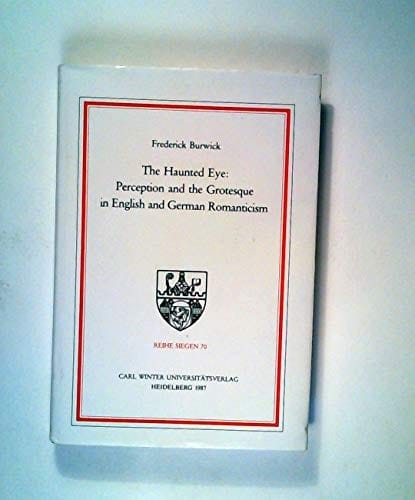 Frederick Burwick
The Haunted Eye:
Perception and the Grotesque
in English and German Romanticism
REIHE SIEGEN 70
CARL WINTER UNIVERSITÄTSVERLAG
HEIDELBERG 1987